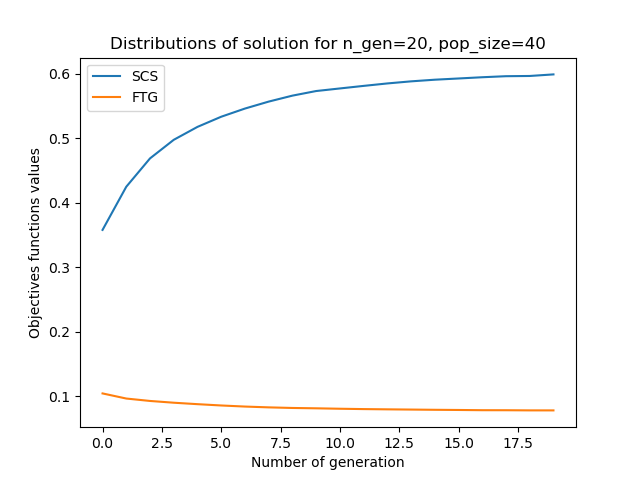 Distributions of solution for n_gen=20, pop_size=40
SCS
FTG
0.6
0.5
0.4
0.3
0.2
0.1
Objectives functions values
0.0 2.5 5.0 7.5 10.0 12.5 15.0 17.5
Number of generation